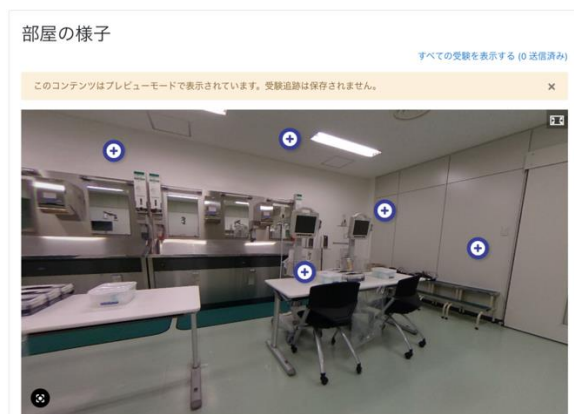 部屋の様子
すべての受験を表示する (0 送信済み)
このコンテンツはプレビューモードで表示されています。受験追跡は保存されません。